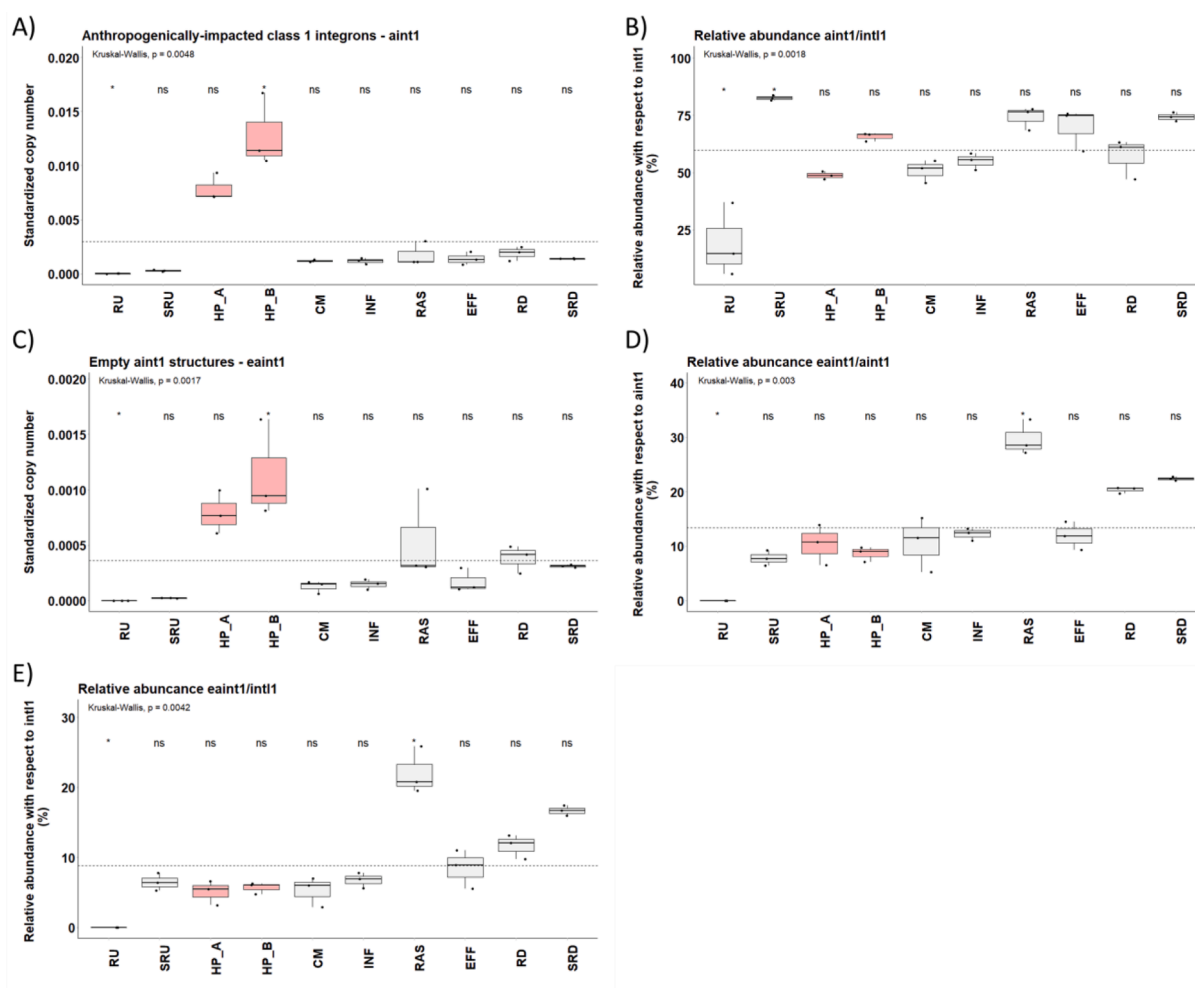 A)
Anthropogenically-impacted class 1 integrons - aint1
Kruskal-Wallis, p = 0.0048
0.020
0.015
0.010
0.005
0.000
Standardized copy number
* ns ns * ns ns ns ns ns ns
RU SRU HP_A HP_B CM INF RAS EFF RD SRD
B)
Relative abundance aint1/intI1
Kruskal-Wallis, p = 0.0018
100
75
50
25
Relative abundance with respect to intI1
(%)
* * ns ns ns ns ns ns ns ns
RU SRU HP_A HP_B CM INF RAS EFF RD SRD
C)
Empty aint1 structures - eaint1
Kruskal-Wallis, p = 0.0017
0.0020
0.0015
0.0010
0.0005
0.0000
Standardized copy number
* ns ns * ns ns ns ns ns ns
RU SRU HP_A HP_B CM INF RAS EFF RD SRD
D)
Relative abuncance eaint1/aint1
Kruskal-Wallis, p = 0.003
40
30
20
10
0
Relative abundance with respect to aint1
(%)
* ns ns ns ns ns * ns ns ns
RU SRU HP_A HP_B CM INF RAS EFF RD SRD
E)
Relative abuncance eaint1/intI1
Kruskal-Wallis, p = 0.0042
30
20
10
0
Relative abundance with respect to intI1
(%)
* ns ns ns ns ns * ns ns ns
RU SRU HP_A HP_B CM INF RAS EFF RD SRD